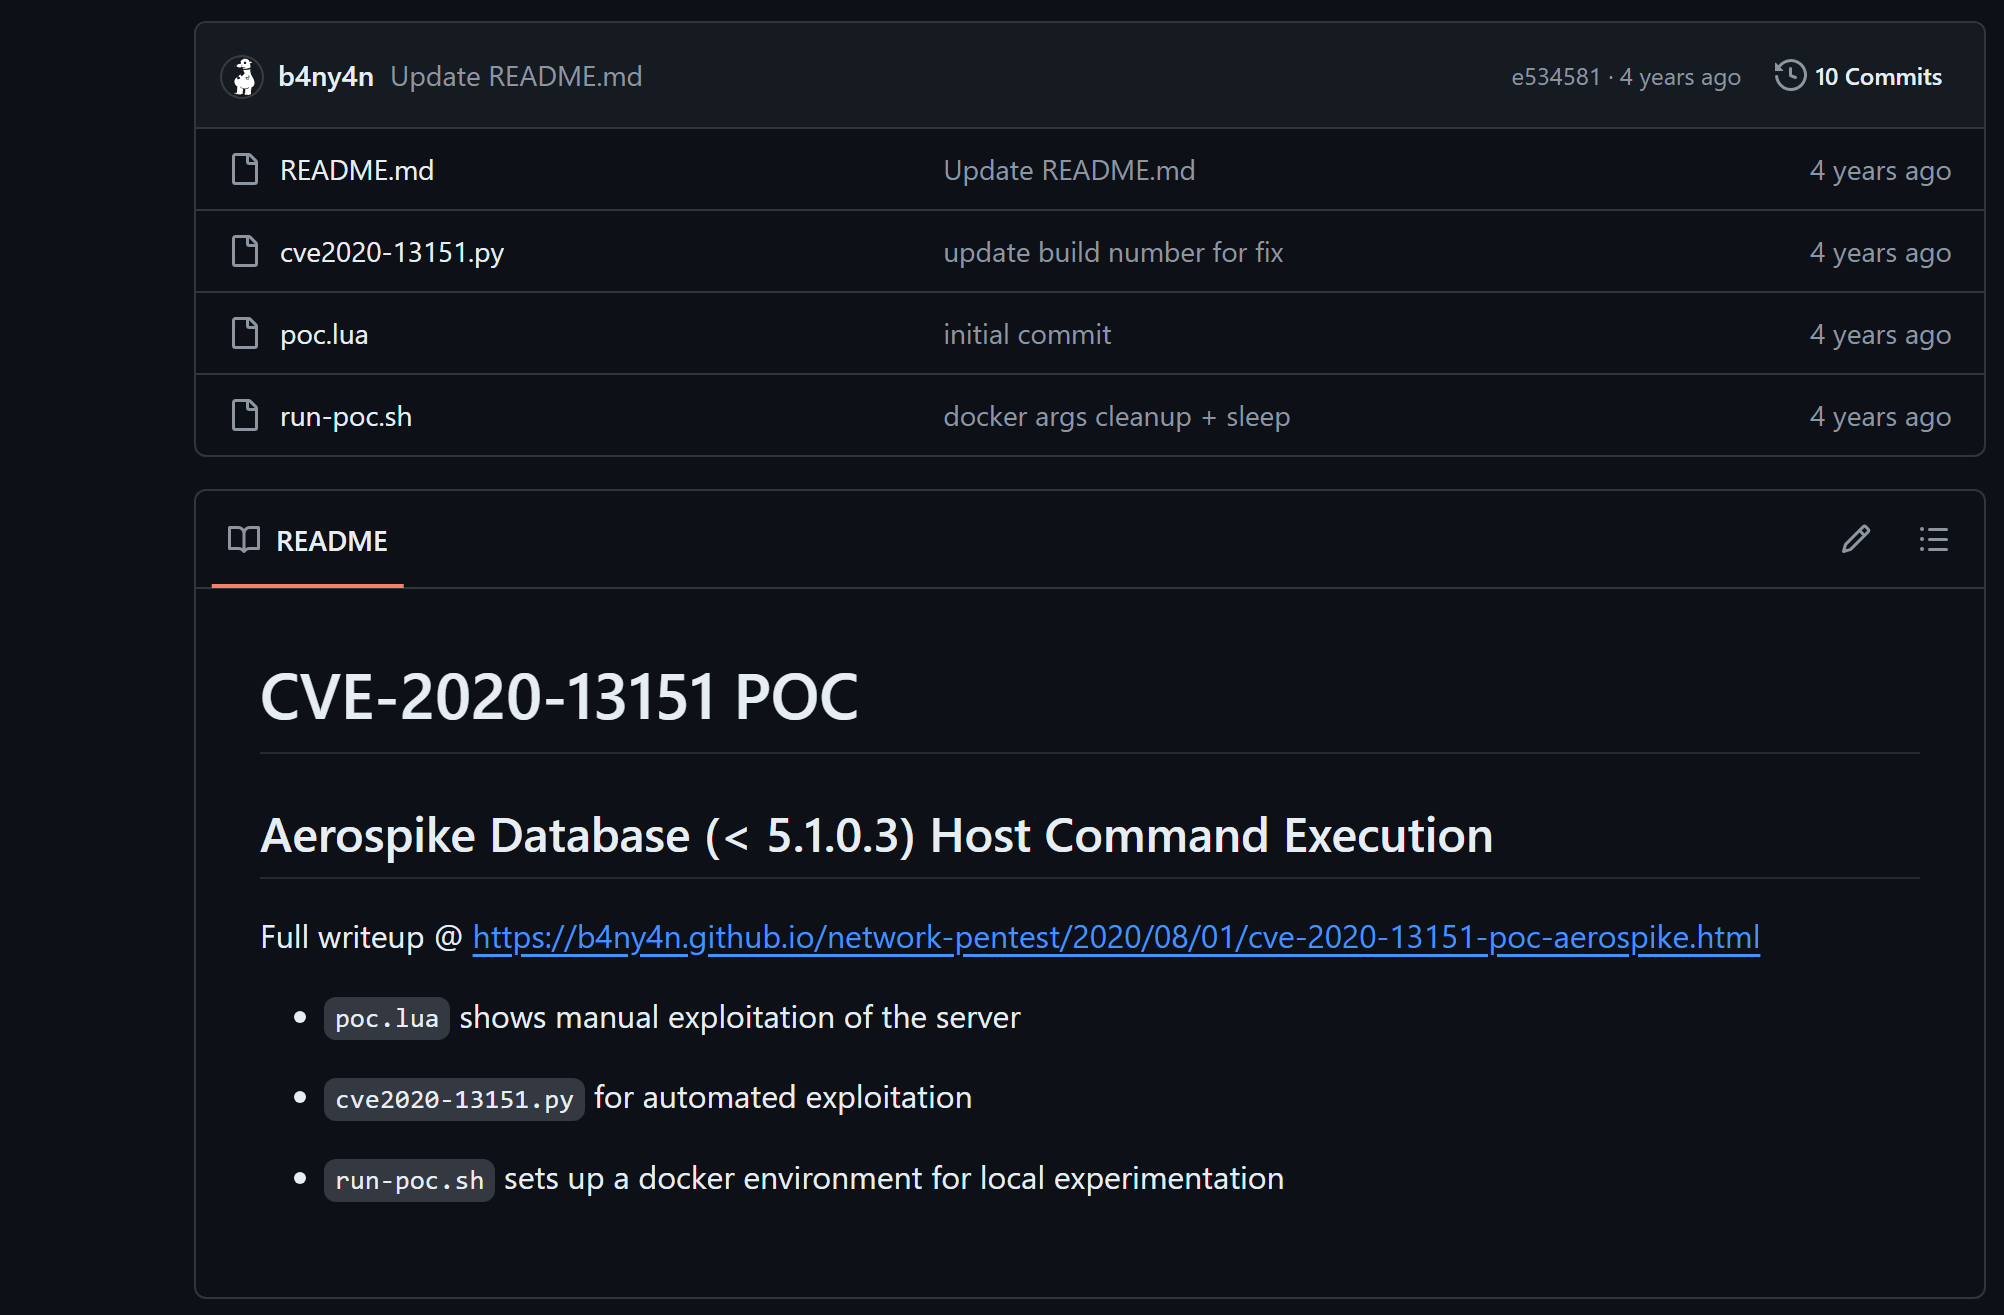 b4ny4n Update README.md e534581 · 4 years ago 10 Commits
README.md Update README.md 4 years ago
cve2020-13151.py update build number for fix 4 years ago
poc.lua initial commit 4 years ago
run-poc.sh docker args cleanup + sleep 4 years ago
README
CVE-2020-13151 POC
Aerospike Database (< 5.1.0.3) Host Command Execution
Full writeup @ https://b4ny4n.github.io/network-pentest/2020/08/01/cve-2020-13151-poc-aerospike.html
• poc.lua shows manual exploitation of the server
• cve2020-13151.py for automated exploitation
• run-poc.sh sets up a docker environment for local experimentation